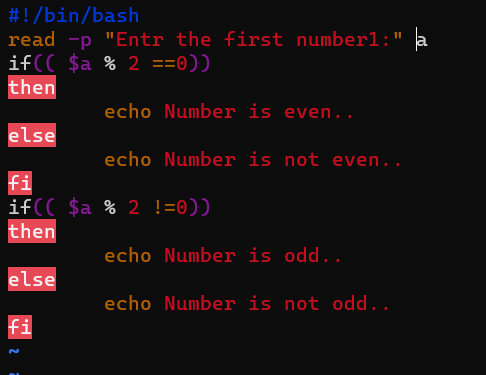 #!/bin/bash
read -p "Entr the first number1:" a
if(( $a % 2 ==0))
then
        echo Number is even..
else
        echo Number is not even..
fi
if(( $a % 2 !=0))
then
        echo Number is odd..
else
        echo Number is not odd..
fi
~
~